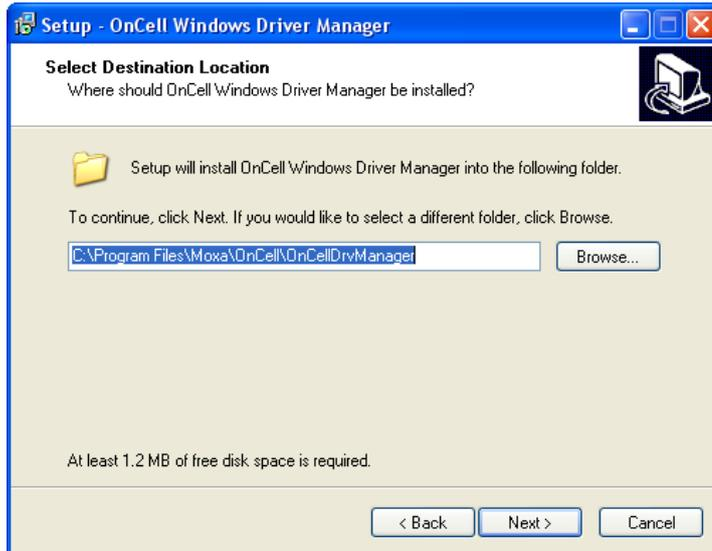 Setup - OnCell Windows Driver Manager
Select Destination Location
Where should OnCell Windows Driver Manager be installed?
Setup will install OnCell Windows Driver Manager into the following folder.
To continue, click Next. If you would like to select a different folder, click Browse.
C:\Program Files\Moxa\OnCell\OnCellDrvManager
Browse...
At least 1.2 MB of free disk space is required.
< Back
Next >
Cancel